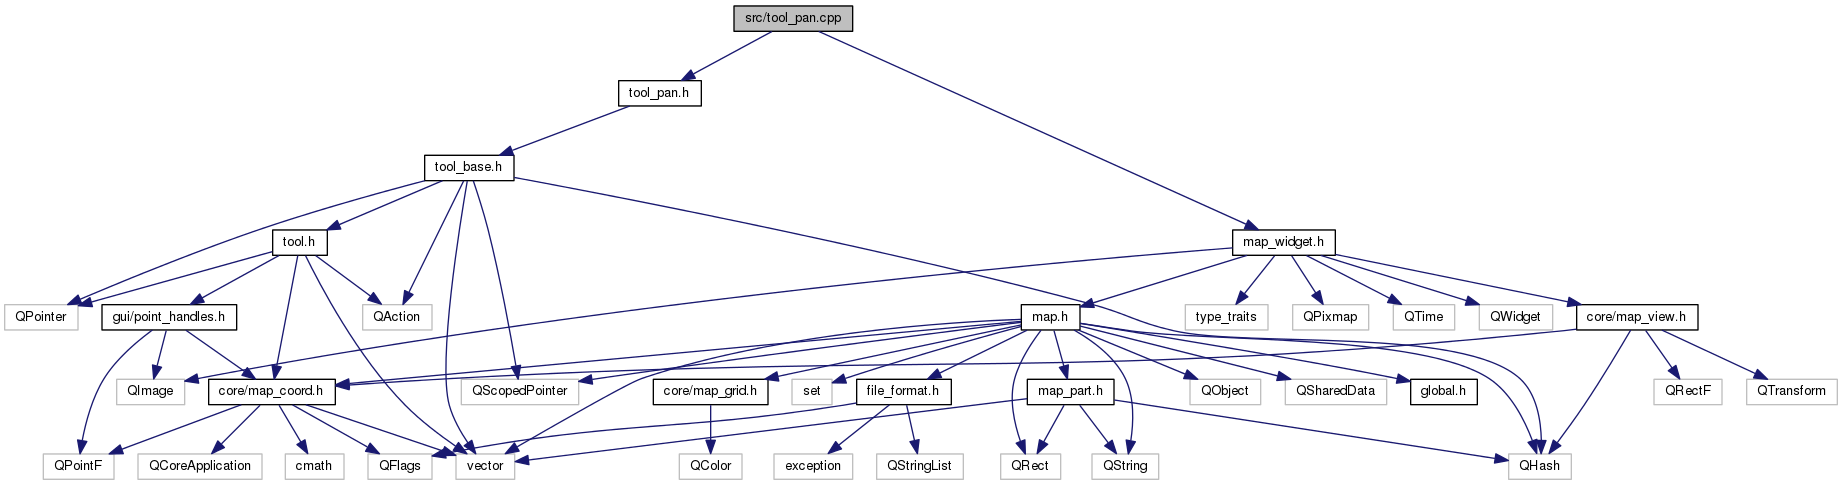 src/tool_pan.cpp
tool_pan.h
tool_base.h
tool.h
map_widget.h
QPointer
gui/point_handles.h
QAction
map.h
type_traits
QPixmap
QTime
QWidget
core/map_view.h
QImage
core/map_coord.h
QScopedPointer
core/map_grid.h
set
file_format.h
map_part.h
QObject
QSharedData
global.h
QRectF
QTransform
QPointF
QCoreApplication
cmath
QFlags
vector
QColor
exception
QStringList
QRect
QString
QHash